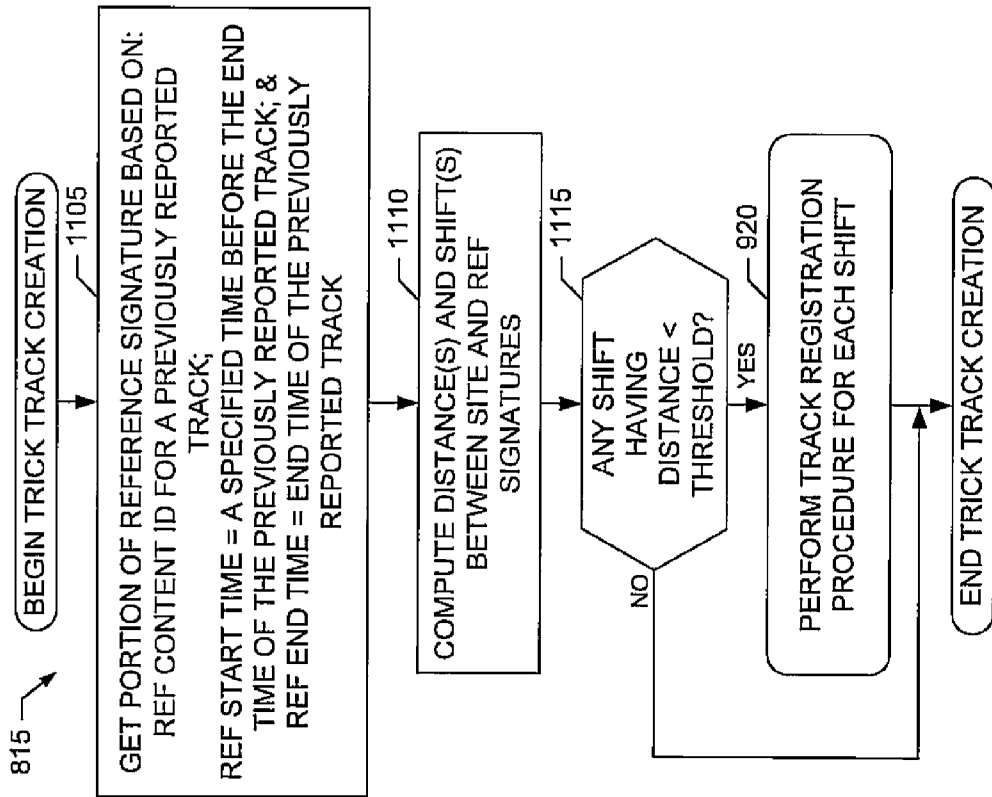 815
BEGIN TRICK TRACK CREATION
1105
GET PORTION OF REFERENCE SIGNATURE BASED ON:
REF CONTENT ID FOR A PREVIOUSLY REPORTED
TRACK;
REF START TIME = A SPECIFIED TIME BEFORE THE END
TIME OF THE PREVIOUSLY REPORTED TRACK; &
REF END TIME = END TIME OF THE PREVIOUSLY
REPORTED TRACK
1110
COMPUTE DISTANCE(S) AND SHIFT(S)
BETWEEN SITE AND REF
SIGNATURES
1115
ANY SHIFT
HAVING
DISTANCE <
THRESHOLD?
NO
YES
920
PERFORM TRACK REGISTRATION
PROCEDURE FOR EACH SHIFT
END TRICK TRACK CREATION